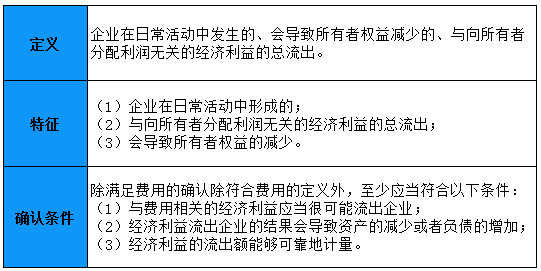 定义
企业在日常活动中发生的、会导致所有者权益减少的、与向所有者
分配利润无关的经济利益的总流出。
特征
（1）企业在日常活动中形成的；
（2）与向所有者分配利润无关的经济利益的总流出；
（3）会导致所有者权益的减少。
确认条件
除满足费用的确认除符合费用的定义外，至少应当符合以下条件：
（1）与费用相关的经济利益应当很可能流出企业；
（2）经济利益流出企业的结果会导致资产的减少或者负债的增加；
（3）经济利益的流出额能够可靠地计量。